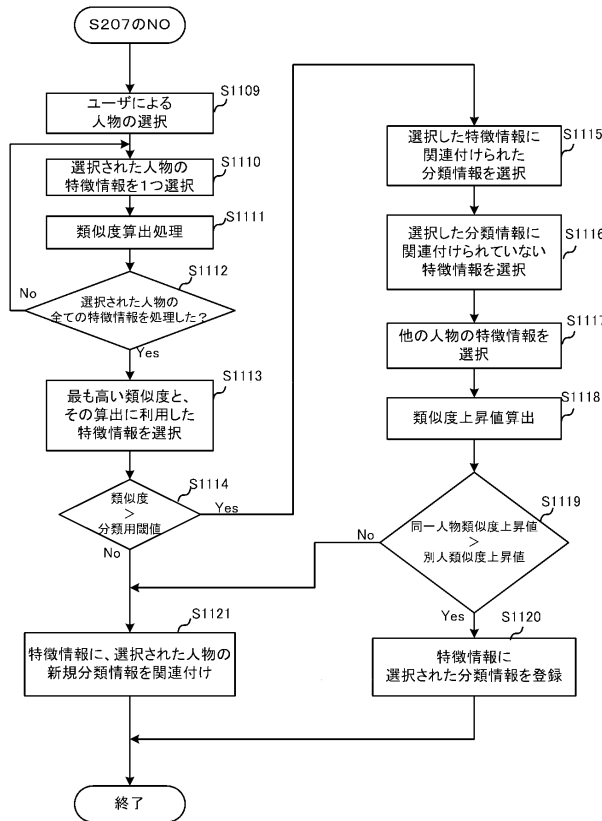 S207のNO
S1109
ユーザによる
人物の選択
S1110
選択された人物の
特徴情報を1つ選択
S1111
類似度算出処理
S1112
No
選択された人物の
全ての特徴情報を処理した?
Yes
S1113
最も高い類似度と、
その算出に利用した
特徴情報を選択
S1114
類似度
>
分類用閾値
Yes
No
S1115
選択した特徴情報に
関連付けられた
分類情報を選択
S1116
選択した分類情報に
関連付けられていない
特徴情報を選択
S1117
他の人物の特徴情報を
選択
S1118
類似度上昇値算出
S1119
No
同一人物類似度上昇値
>
別人類似度上昇値
Yes
S1120
特徴情報に
選択された分類情報を登録
S1121
特徴情報に、選択された人物の
新規分類情報を関連付け
終了